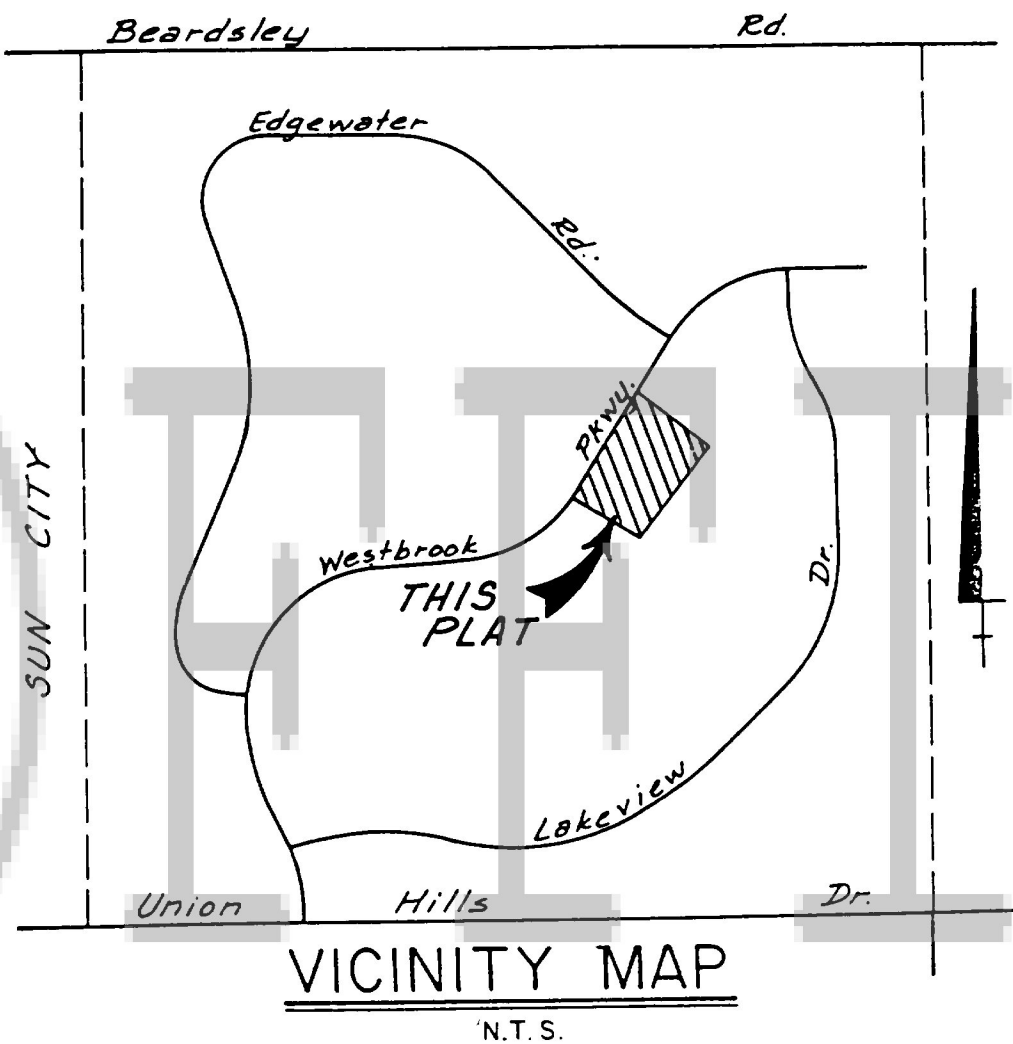 Beardsley Rd.
Edgewater Rd.
SUN CITY
Westbrook Pkwy.
THIS
PLAT
Lakeview Dr.
Union Hills Dr.
VICINITY MAP
N.T.S.